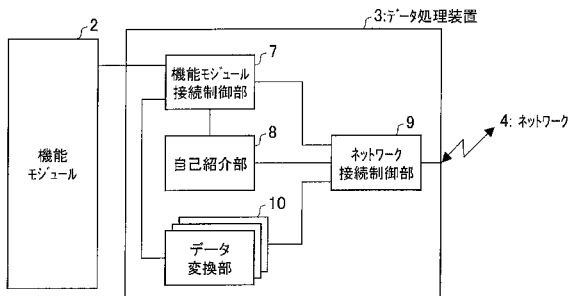 2
3:データ処理装置
7
機能モジュール
接続制御部
8
自己紹介部
9
4: ネットワーク
ネットワーク
接続制御部
機能
モジュール
10
データ
変換部